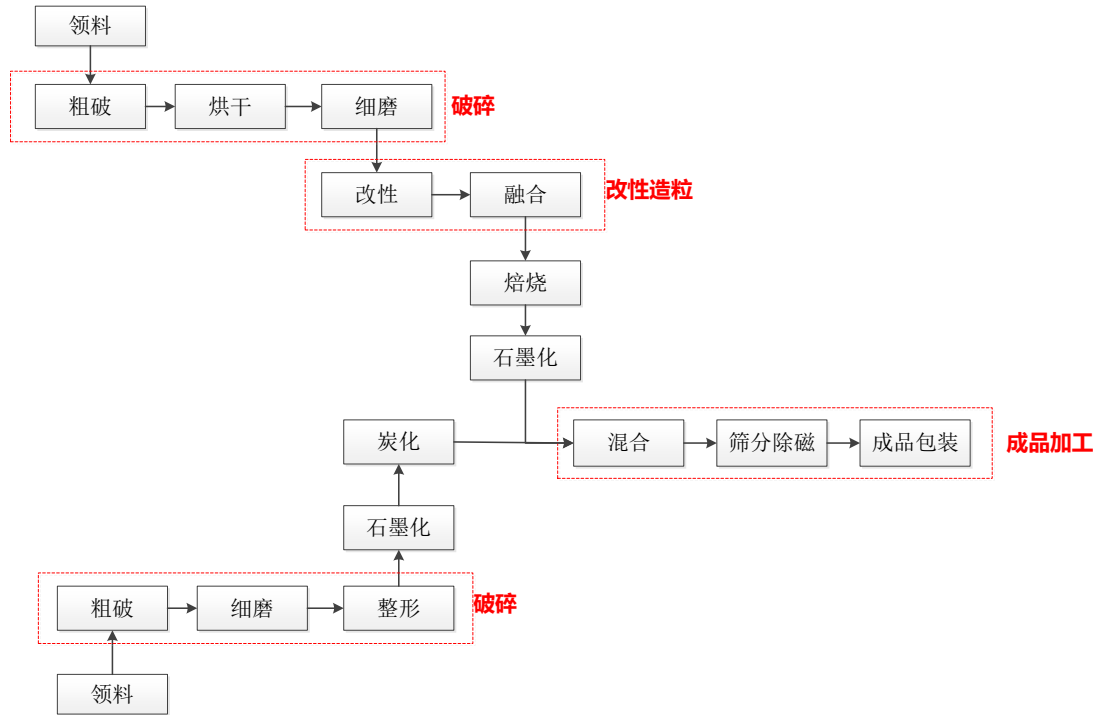 领料
粗破
烘干
细磨
破碎
改性
融合
改性造粒
焙烧
石墨化
炭化
混合
筛分除磁
成品包装
成品加工
石墨化
粗破
细磨
整形
破碎
领料